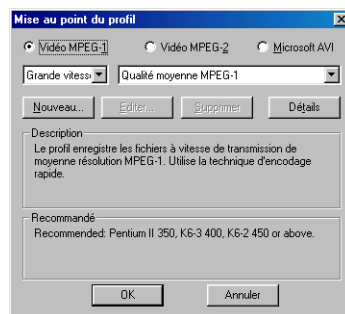 Mise au point du profil
Vidéo MPEG-1 Vidéo MPEG-2 Microsoft AVI
Grande vitess Qualité moyenne MPEG-1
Nouveau... Editer... Supprimer Détails
Description
Le profil enregistre les fichiers à vitesse de transmission de
moyenne résolution MPEG-1. Utilise la technique d'encodage
rapide.
Recommandé
Recommended: Pentium II 350, K6-3 400, K6-2 450 or above.
OK Annuler